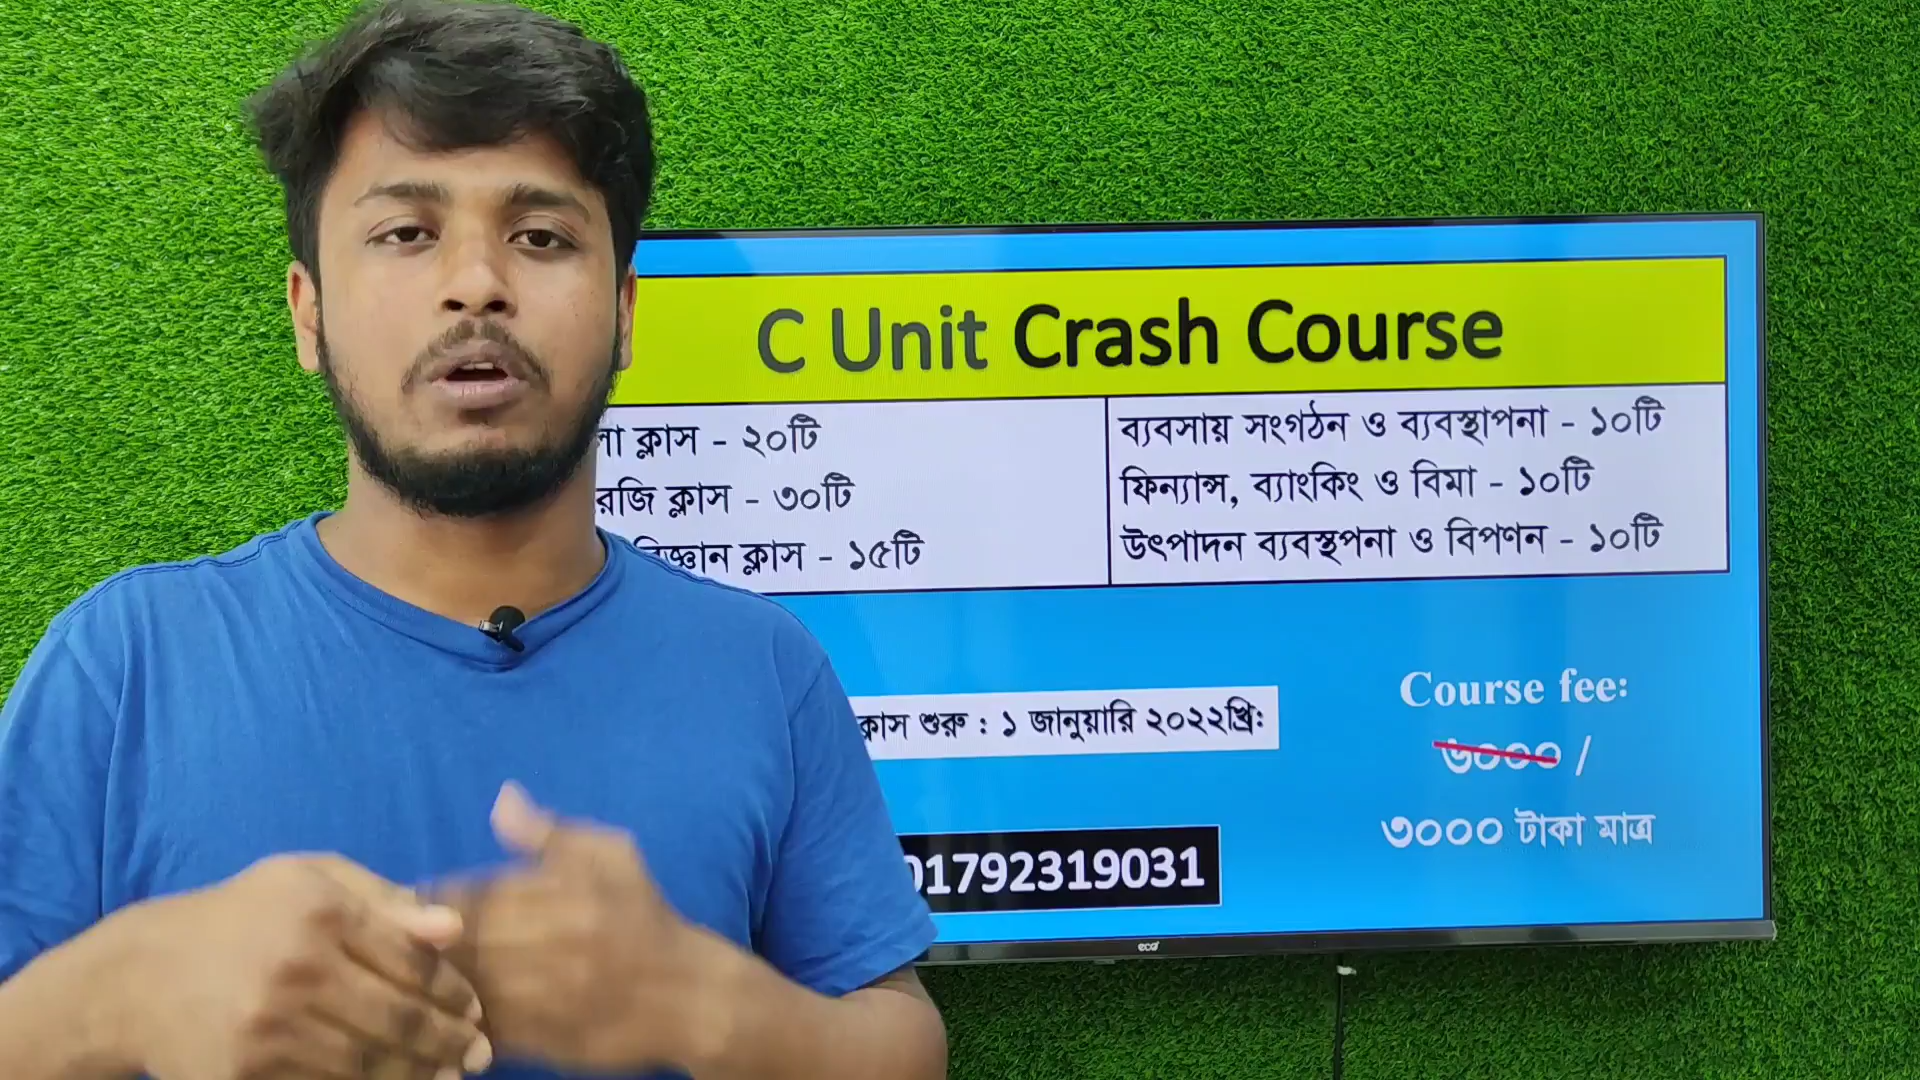 C Unit Crash Course
ক্লাস - ২০টি
ক্লাস - ৩০টি
ক্লাস - ১৫টি
ব্যবসায় সংগঠন ও ব্যবস্থাপনা - ১০টি
ফিন্যান্স, ব্যাংকিং ও বিমা - ১০টি
উৎপাদন ব্যবস্থপনা ও বিপণন - ১০টি
ক্লাস শুরু : ১ জানুয়ারি ২০২২খ্রি:
Course fee:
৬০০০ /
৩০০০ টাকা মাত্র
01792319031
eco